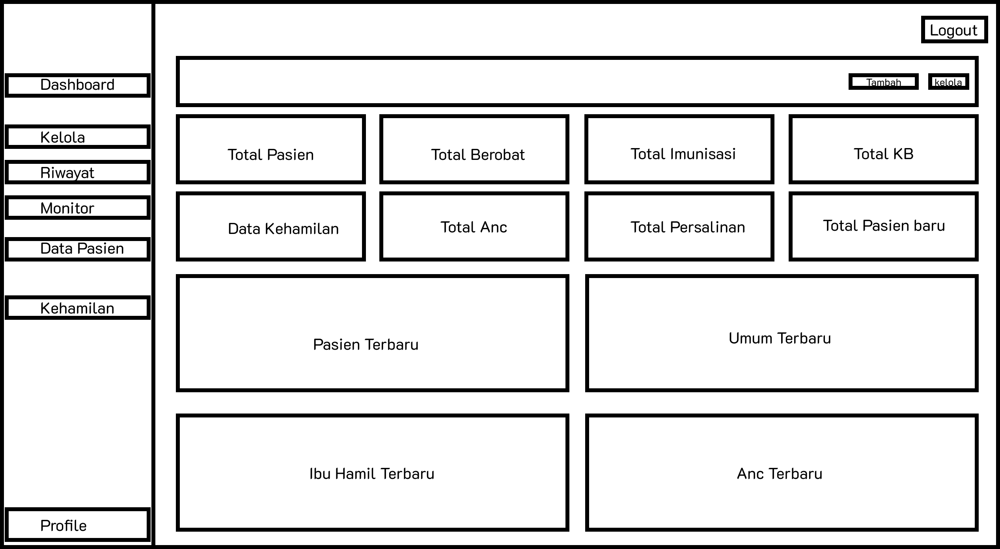 Logout
Dashboard
Kelola
Riwayat
Monitor
Data Pasien
Kehamilan
Profile
Tambah
kelola
Total Pasien
Total Berobat
Total Imunisasi
Total KB
Data Kehamilan
Total Anc
Total Persalinan
Total Pasien baru
Pasien Terbaru
Umum Terbaru
Ibu Hamil Terbaru
Anc Terbaru